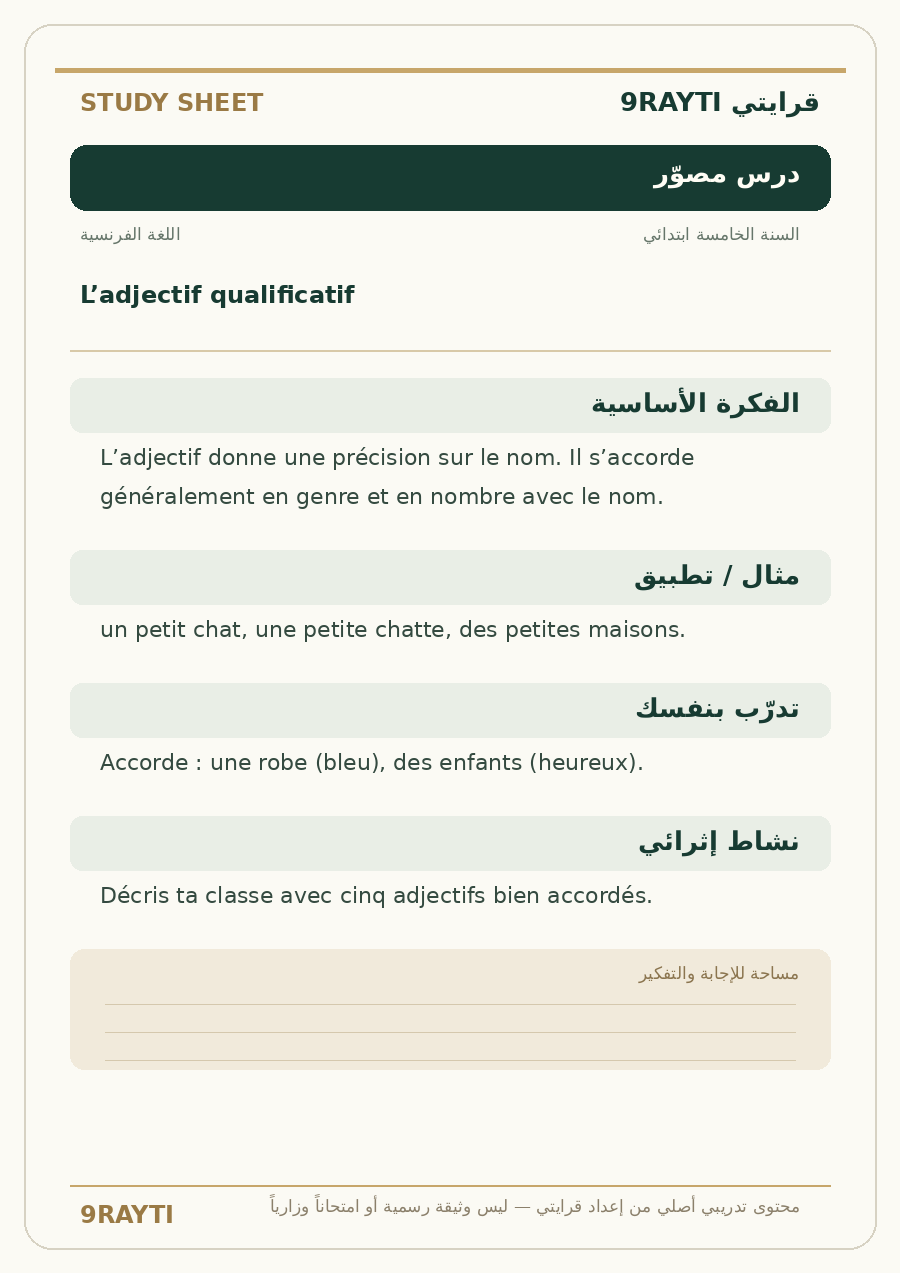 STUDY SHEET
قرايتي 9RAYTI
درس مصوّر
السنة الخامسة ابتدائي
اللغة الفرنسية
L’adjectif qualificatif
الفكرة الأساسية
L’adjectif donne une précision sur le nom. Il s’accorde
généralement en genre et en nombre avec le nom.
مثال / تطبيق
un petit chat, une petite chatte, des petites maisons.
تدرّب بنفسك
Accorde : une robe (bleu), des enfants (heureux).
نشاط إثرائي
Décris ta classe avec cinq adjectifs bien accordés.
مساحة للإجابة والتفكير
محتوى تدريبي أصلي من إعداد قرايتي — ليس وثيقة رسمية أو امتحاناً وزارياً
9RAYTI